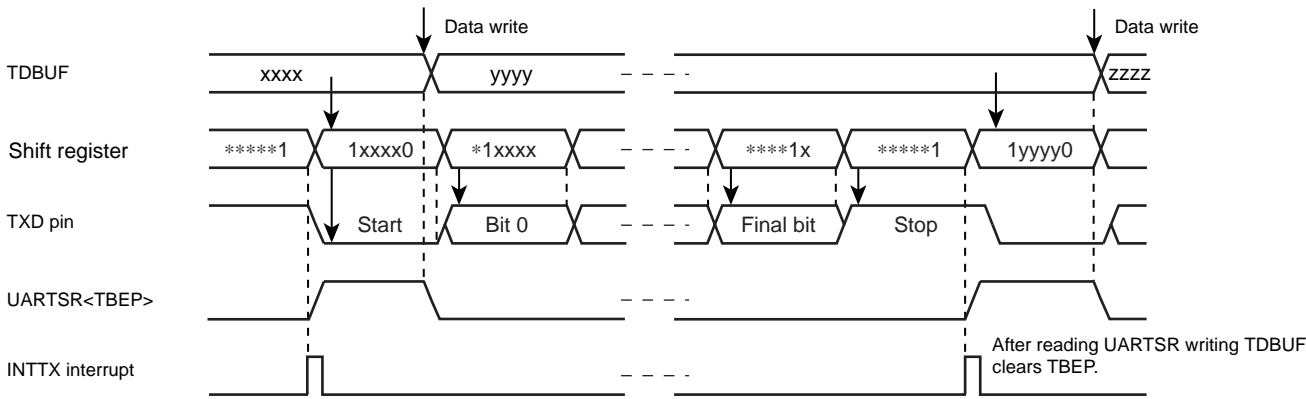 Data write Data write
TDBUF xxxx yyyy zzzz
Shift register *****1 1xxxx0 *1xxxx ****1x *****1 1yyyy0
TXD pin Start Bit 0 Final bit Stop
UARTSR<TBEP>
After reading UARTSR writing TDBUF
INTTX interrupt clears TBEP.